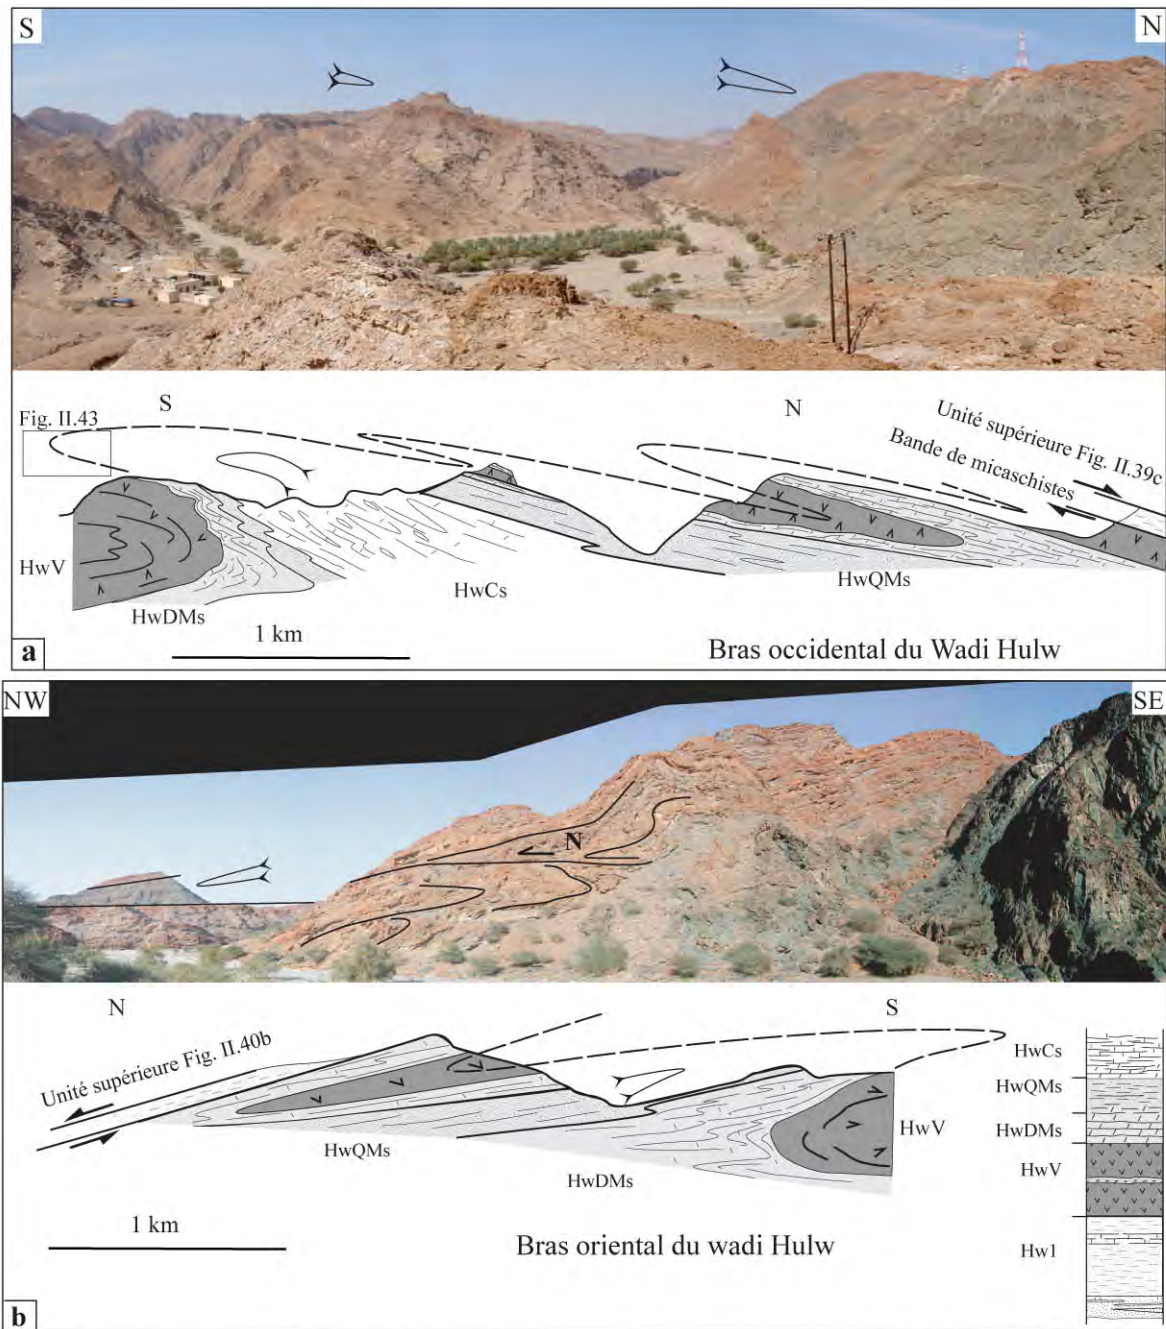 S
N
S
N
Fig. II.43
Unité supérieure Fig. II.39c
Bande de micaschistes
HwV
HwDMs
HwCs
HwQMs
1 km
Bras occidental du Wadi Hulw
a
NW
SE
N
N
S
Unité supérieure Fig. II.40b
HwQMs
HwDMs
HwV
1 km
Bras oriental du wadi Hulw
HwCs
HwQMs
HwDMs
HwV
Hw1
b